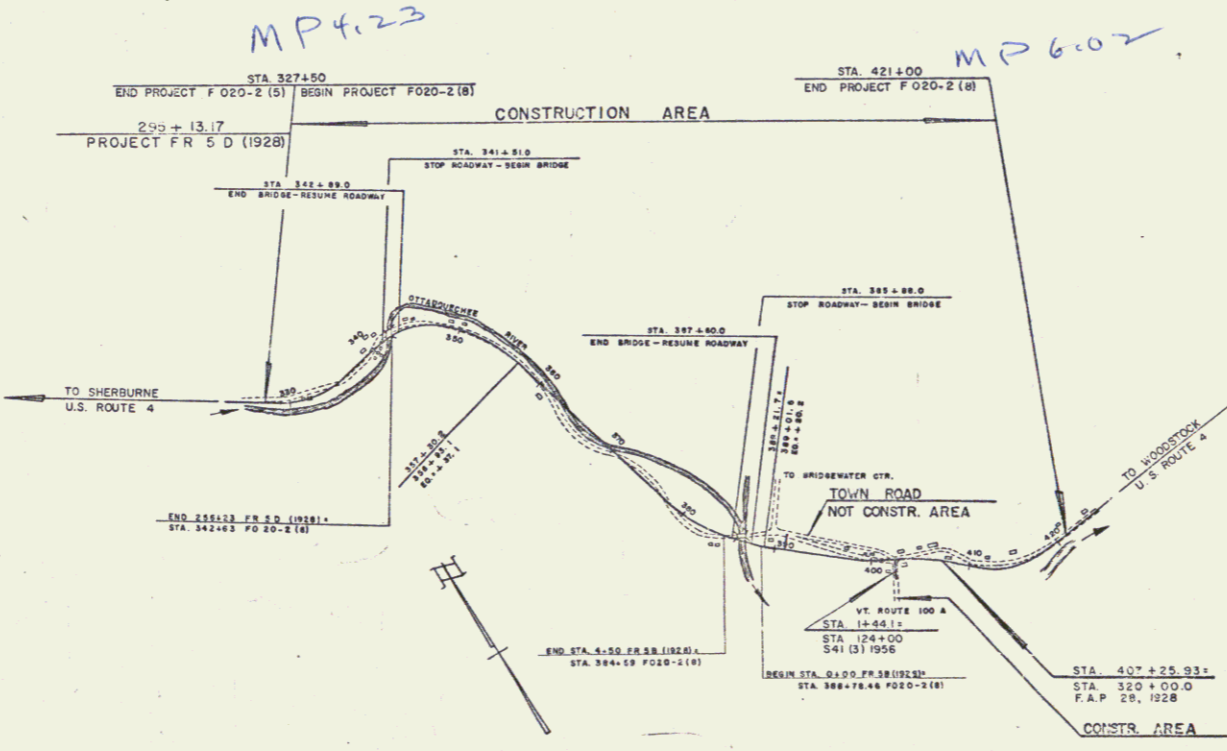 MP 4.23
MP 6.02
STA. 327+50
END PROJECT F 020-2 (5) BEGIN PROJECT F020-2(8)
STA. 421+00
END PROJECT F 020-2 (8)
CONSTRUCTION AREA
295 + 13.17
PROJECT FR 5 D (1928)
STA. 341 + 51.0
STOP ROADWAY - BEGIN BRIDGE
STA. 342 + 89.0
END BRIDGE-RESUME ROADWAY
STA. 385 + 88.0
STOP ROADWAY - BEGIN BRIDGE
OTTAUQUECHEE RIVER
STA. 387 + 60.0
END BRIDGE - RESUME ROADWAY
340
350
360
330
370
380
390
400
410
420
TO SHERBURNE
U.S. ROUTE 4
TO WOODSTOCK
U.S. ROUTE 4
TO BRIDGEWATER CTR.
TOWN ROAD
NOT CONSTR. AREA
END 256+23 FR 5 D (1928) =
STA. 342+63 FO 20-2 (8)
VT. ROUTE 100 A
STA. 1+44.1 =
STA 124+00
S41 (3) 1956
END STA. 4+50 FR 5B (1928) =
STA. 384+59 F020-2(8)
BEGIN STA. 0+00 FR 5B (1929) =
STA. 388+78.46 F020-2(8)
STA. 407 +25.93 =
STA. 320 + 00.0
F.A.P 28, 1928
CONSTR. AREA